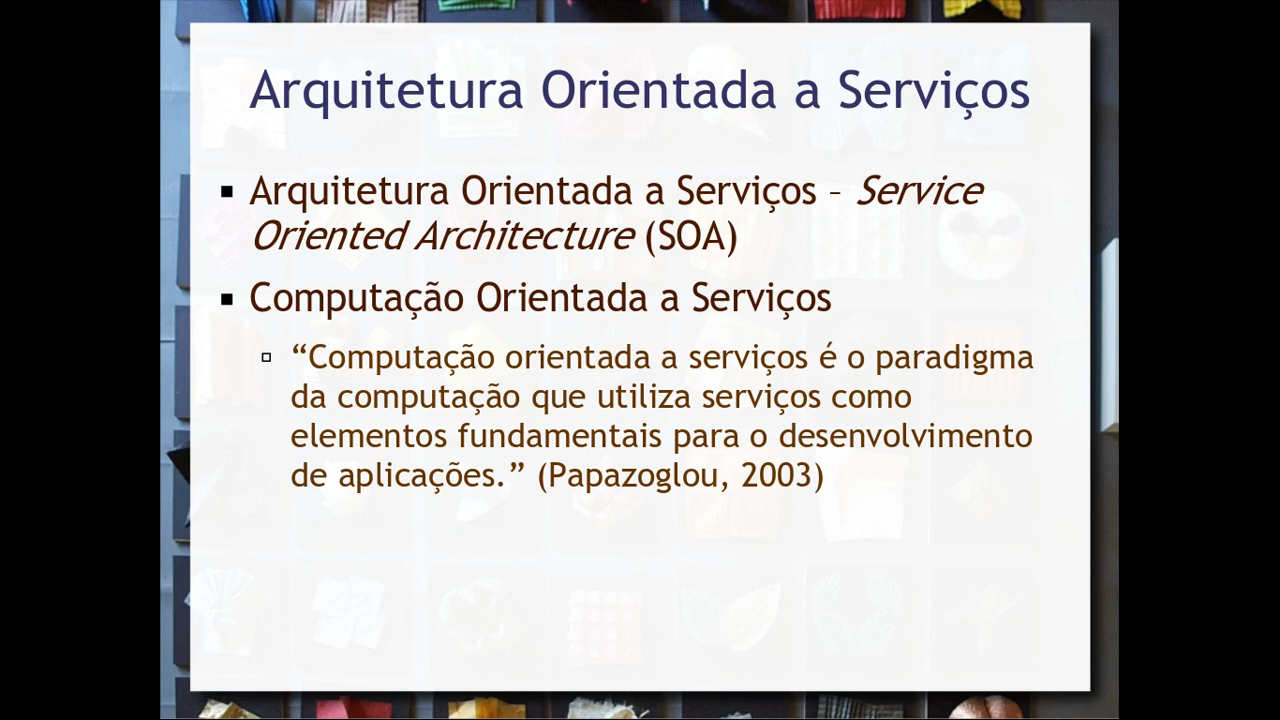 Arquitetura Orientada a Serviços
▪ Arquitetura Orientada a Serviços – Service
Oriented Architecture (SOA)
▪ Computação Orientada a Serviços
▫ “Computação orientada a serviços é o paradigma
da computação que utiliza serviços como
elementos fundamentais para o desenvolvimento
de aplicações.” (Papazoglou, 2003)